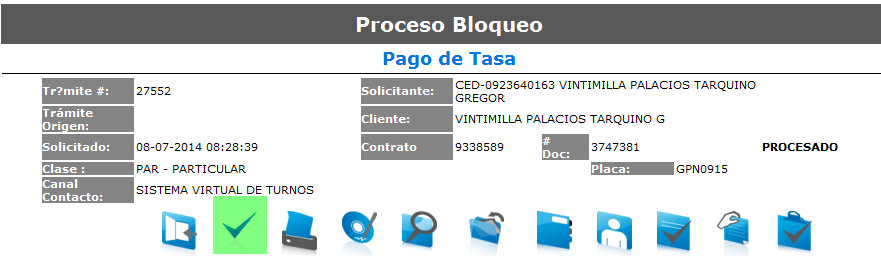 Proceso Bloqueo
Pago de Tasa
Tr?mite #: 27552 Solicitante: CED-0923640163 VINTIMILLA PALACIOS TARQUINO
GREGOR
Trámite
Origen: Cliente: VINTIMILLA PALACIOS TARQUINO G
Solicitado: 08-07-2014 08:28:39 Contrato 9338589 #
Doc: 3747381 PROCESADO
Clase : PAR - PARTICULAR Placa: GPN0915
Canal
Contacto: SISTEMA VIRTUAL DE TURNOS